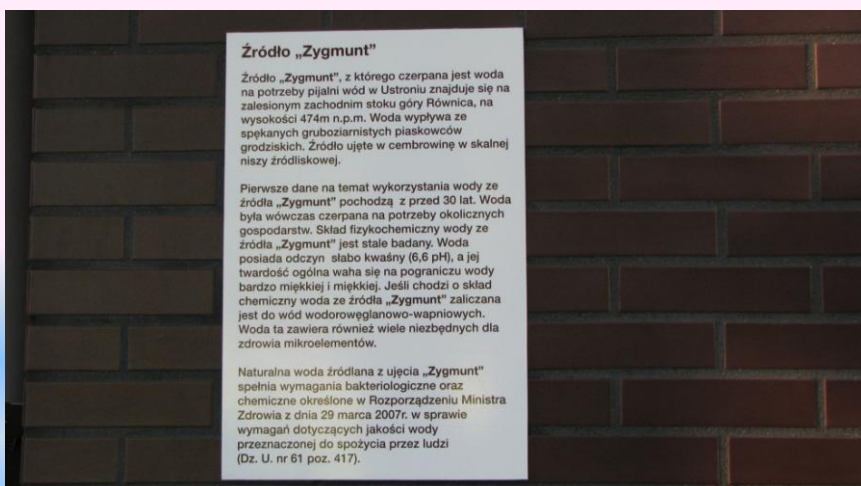 Źródło „Zygmunt”
Źródło „Zygmunt”, z którego czerpana jest woda
na potrzeby pijalni wód w Ustroniu znajduje się na
zalesionym zachodnim stoku góry Równica, na
wysokości 474m n.p.m. Woda wypływa ze
spękanych gruboziarnistych piaskowców
grodziskich. Źródło ujęte w cembrowinę w skalnej
niszy źródliskowej.
Pierwsze dane na temat wykorzystania wody ze
źródła „Zygmunt” pochodzą z przed 30 lat. Woda
była wówczas czerpana na potrzeby okolicznych
gospodarstw. Skład fizykochemiczny wody ze
źródła „Zygmunt” jest stale badany. Woda
posiada odczyn słabo kwaśny (6,6 pH), a jej
twardość ogólna waha się na pograniczu wody
bardzo miękkiej i miękkiej. Jeśli chodzi o skład
chemiczny woda ze źródła „Zygmunt” zaliczana
jest do wód wodorowęglanowo-wapniowych.
Woda ta zawiera również wiele niezbędnych dla
zdrowia mikroelementów.
Naturalna woda źródlana z ujęcia „Zygmunt”
spełnia wymagania bakteriologiczne oraz
chemiczne określone w Rozporządzeniu Ministra
Zdrowia z dnia 29 marca 2007r. w sprawie
wymagań dotyczących jakości wody
przeznaczonej do spożycia przez ludzi
(Dz. U. nr 61 poz. 417).